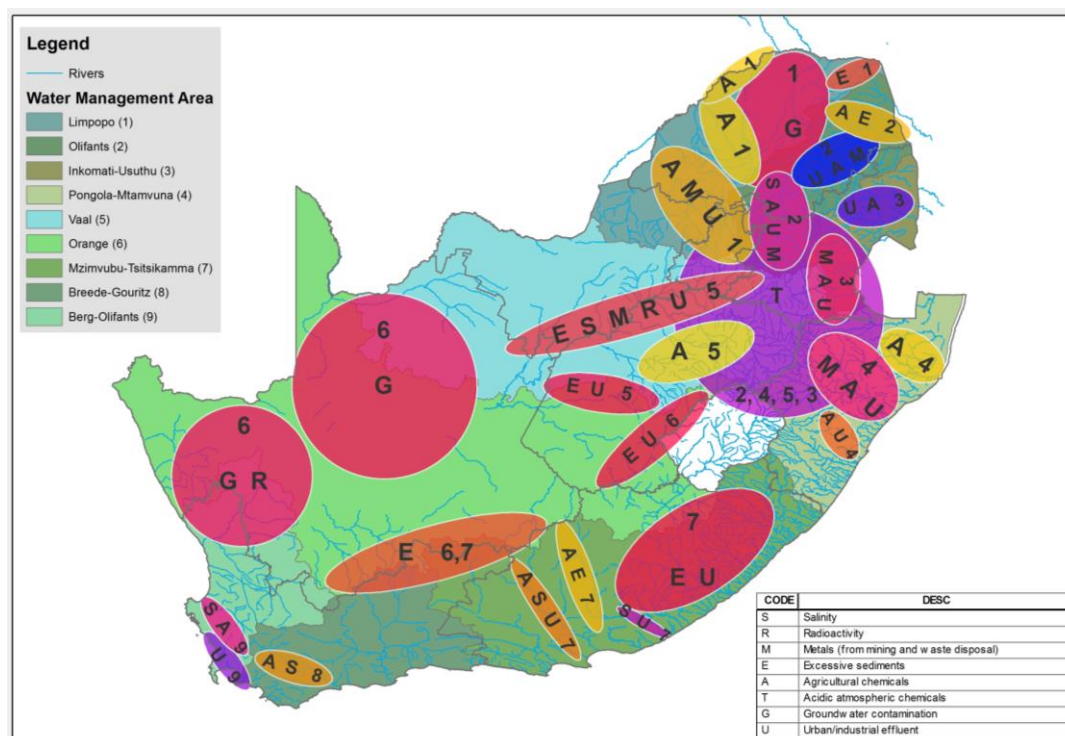 Legend
Rivers
Water Management Area
Limpopo (1)
Olifants (2)
Inkomati-Usuthu (3)
Pongola-Mtamvuna (4)
Vaal (5)
Orange (6)
Mzimvubu-Tsitsikamma (7)
Breede-Gouritz (8)
Berg-Olifants (9)
A 1
1
G
E 1
A 1
A E 2
2
U A M
A M U 1
S A U M
2
U A 3
M A U
3
T
E S M R U 5
A 5
2, 4, 5, 3
4
M A U
A 4
A U 4
6
G
E U 5
E U 6
6
G R
7
E U
E 6,7
A E 7
A S U 7
S U 7
S A 9
U 9
A S 8
CODE DESC
S Salinity
R Radioactivity
M Metals (from mining and waste disposal)
E Excessive sediments
A Agricultural chemicals
T Acidic atmospheric chemicals
G Groundwater contamination
U Urban/industrial effluent